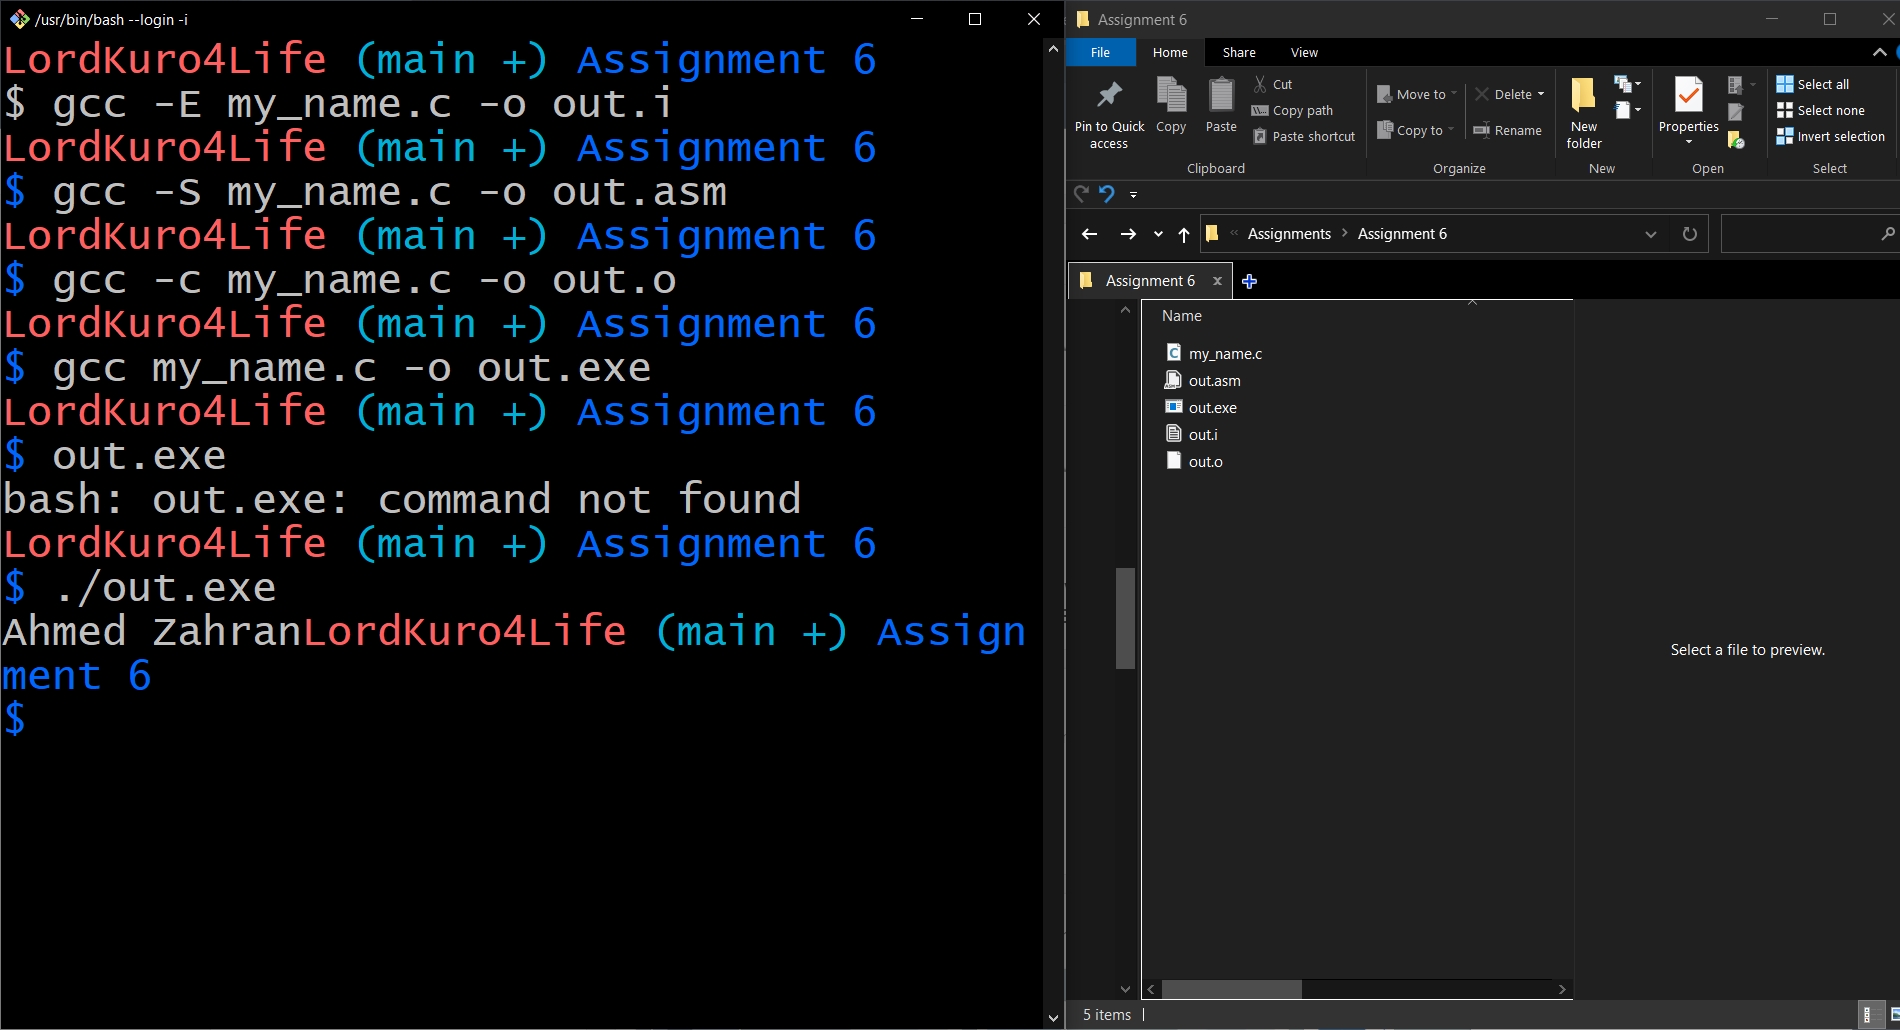 /usr/bin/bash --login -i
LordKuro4Life (main +) Assignment 6
$ gcc -E my_name.c -o out.i
LordKuro4Life (main +) Assignment 6
$ gcc -S my_name.c -o out.asm
LordKuro4Life (main +) Assignment 6
$ gcc -c my_name.c -o out.o
LordKuro4Life (main +) Assignment 6
$ gcc my_name.c -o out.exe
LordKuro4Life (main +) Assignment 6
$ out.exe
bash: out.exe: command not found
LordKuro4Life (main +) Assignment 6
$ ./out.exe
Ahmed ZahranLordKuro4Life (main +) Assign
ment 6
$
Assignment 6
File Home Share View
Pin to Quick access
Copy
Paste
Cut
Copy path
Paste shortcut
Clipboard
Move to
Copy to
Delete
Rename
Organize
New folder
New
Properties
Open
Select all
Select none
Invert selection
Select
« Assignments > Assignment 6
Assignment 6 x
Name
my_name.c
out.asm
out.exe
out.i
out.o
Select a file to preview.
5 items